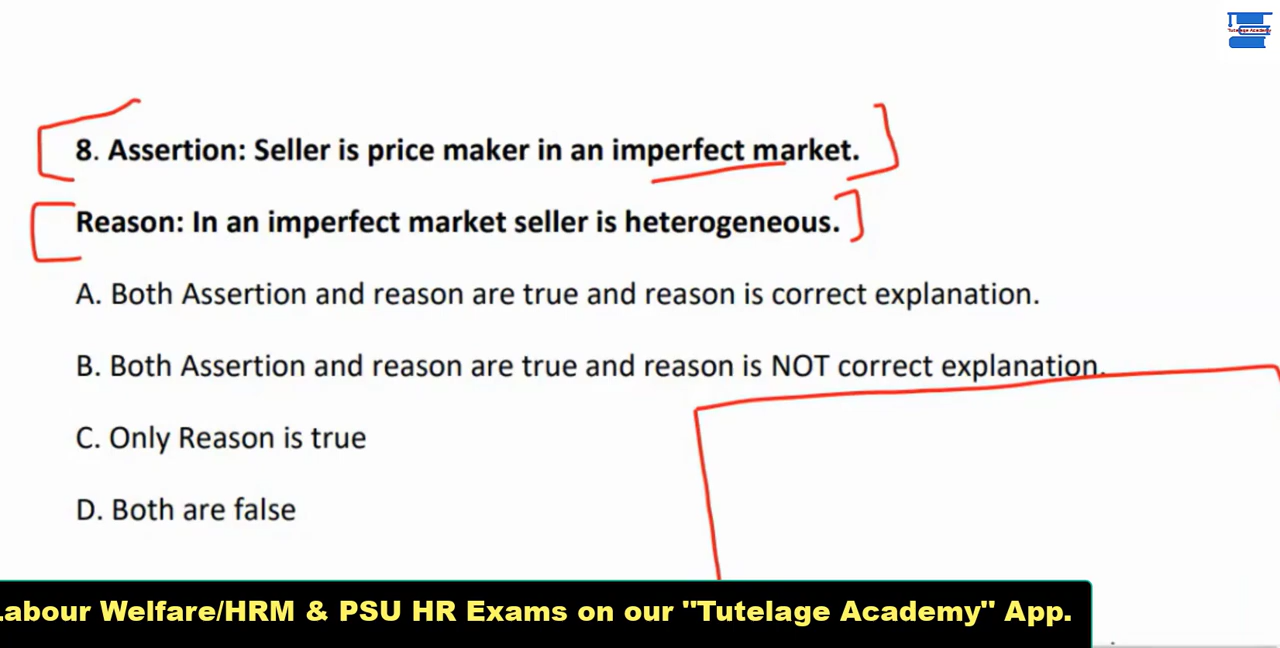 Tutelage Academy
8. Assertion: Seller is price maker in an imperfect market.
Reason: In an imperfect market seller is heterogeneous.
A. Both Assertion and reason are true and reason is correct explanation.
B. Both Assertion and reason are true and reason is NOT correct explanation.
C. Only Reason is true
D. Both are false
Labour Welfare/HRM & PSU HR Exams on our "Tutelage Academy" App.